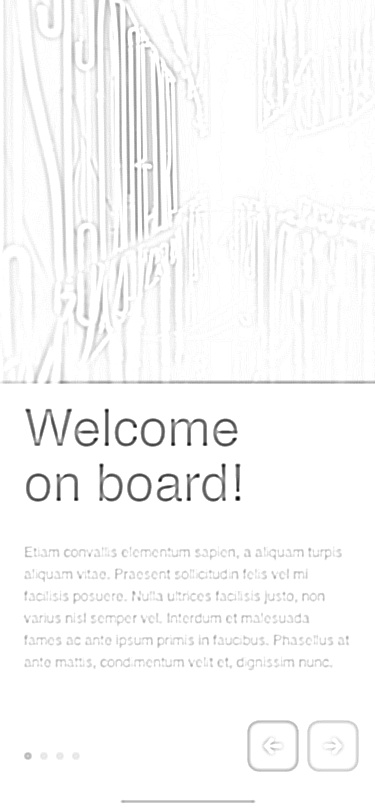 Welcome
on board!
Etiam convallis elementum sapien, a aliquam turpis
aliquam vitae. Praesent sollicitudin felis vel mi
facilisis posuere. Nulla ultrices facilisis justo, non
varius nisl semper vel. Interdum et malesuada
fames ac ante ipsum primis in faucibus. Phasellus at
ante mattis, condimentum velit et, dignissim nunc.